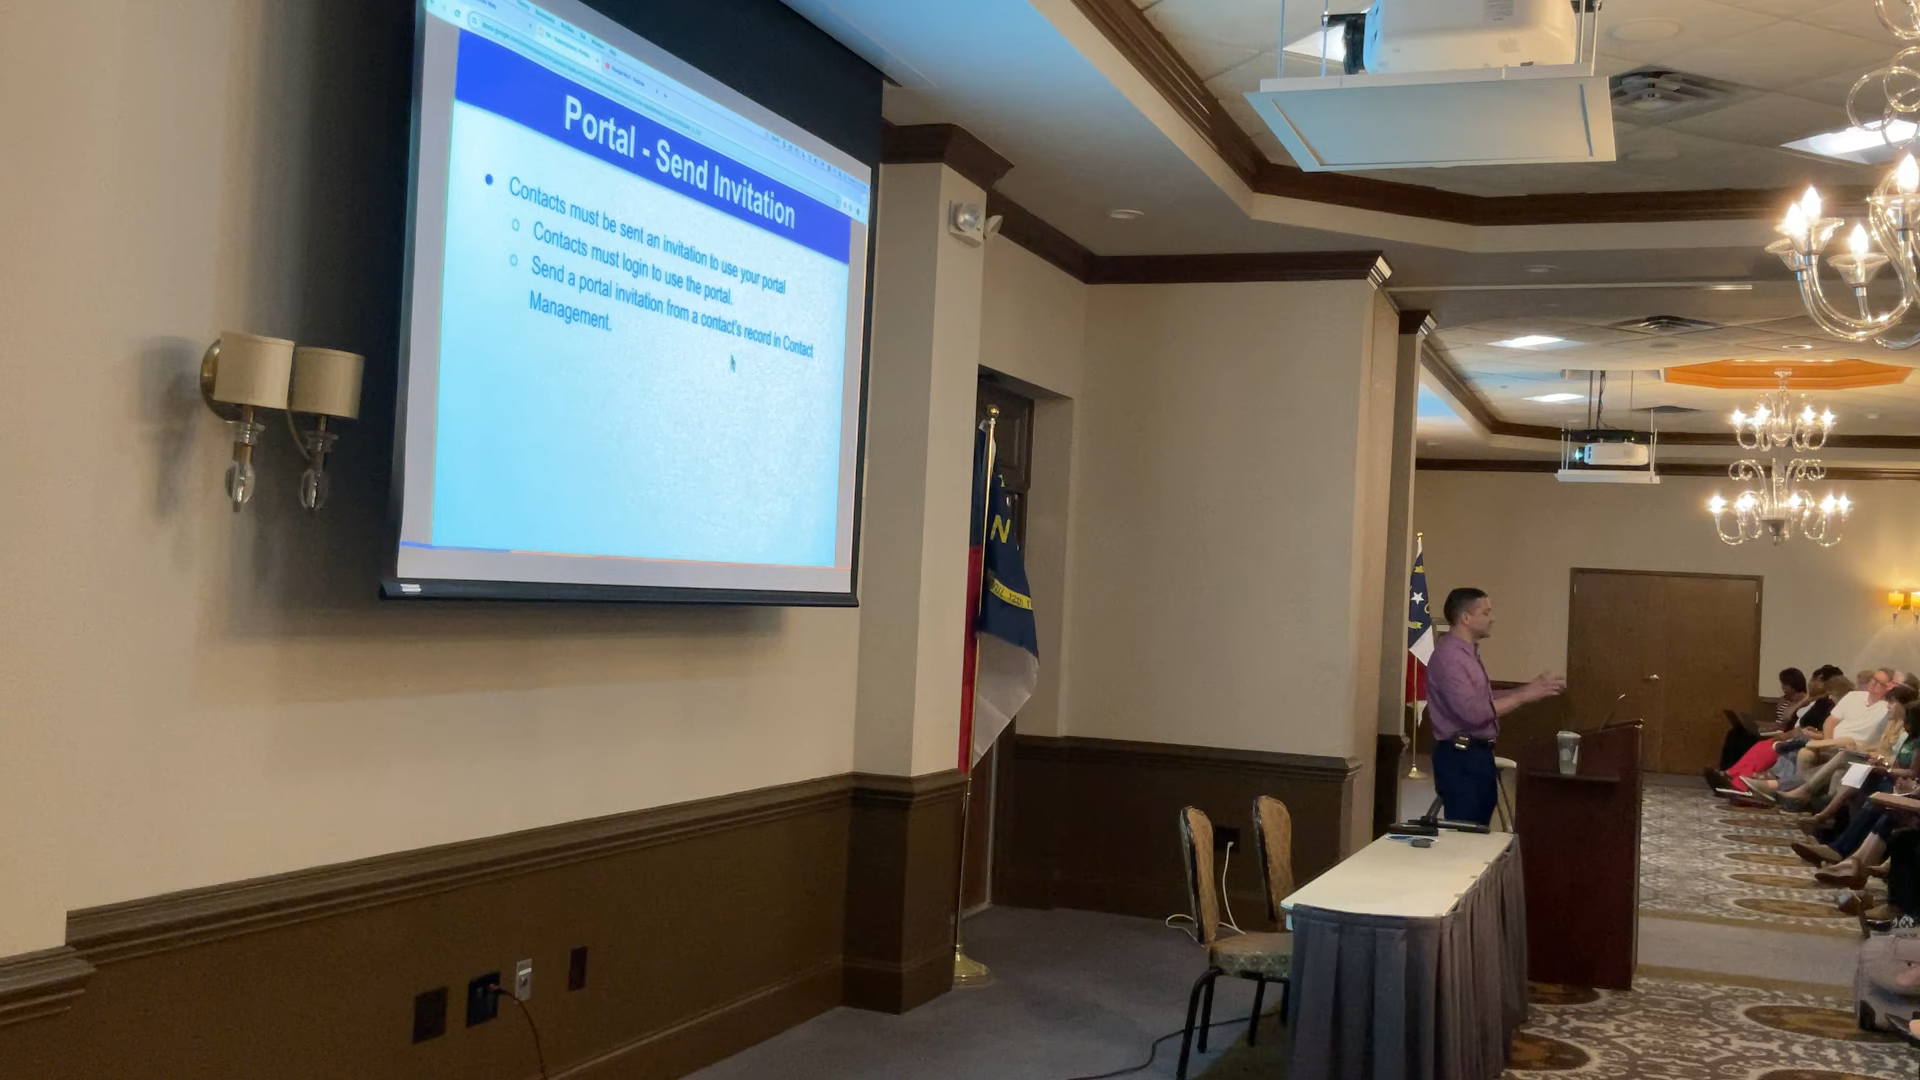 Portal - Send Invitation
Contacts must be sent an invitation to use your portal
Contacts must login to use the portal.
Send a portal invitation from a contact's record in Contact
Management.
N
12th